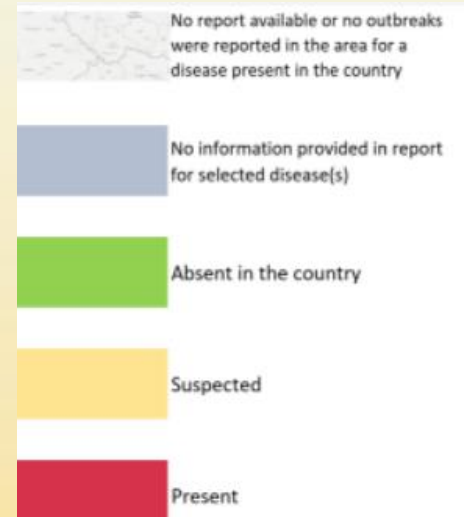 No report available or no outbreaks
were reported in the area for a
disease present in the country
No information provided in report
for selected disease(s)
Absent in the country
Suspected
Present